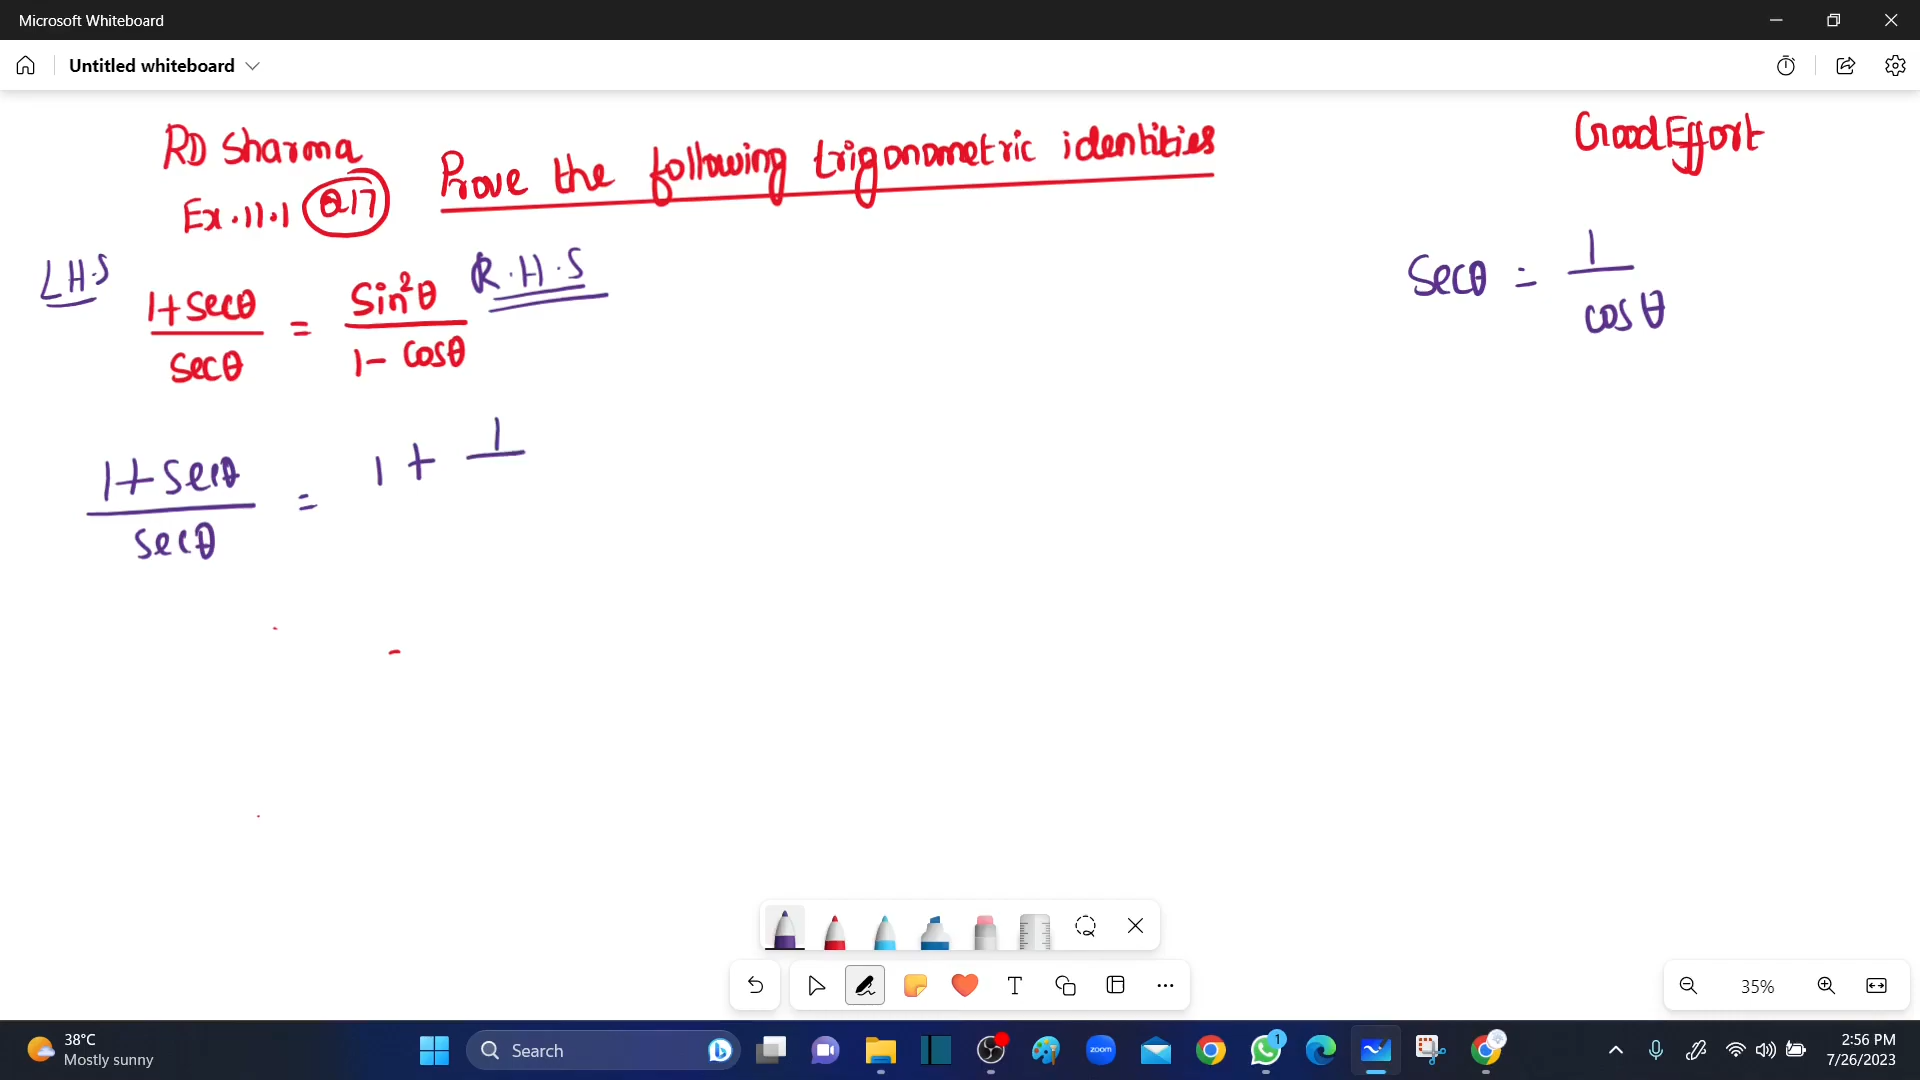 Microsoft Whiteboard
Untitled whiteboard
RD Sharma
Ex.11.1 Q17
Prove the following trigonometric identities
Good Effort
L.H.S
1+secθ/secθ = Sin²θ/1-cosθ
R.H.S
Secθ = 1/cosθ
1+secθ/secθ = 1 + 1/
35%
38°C
Mostly sunny
Search
zoom
1
2:56 PM
7/26/2023